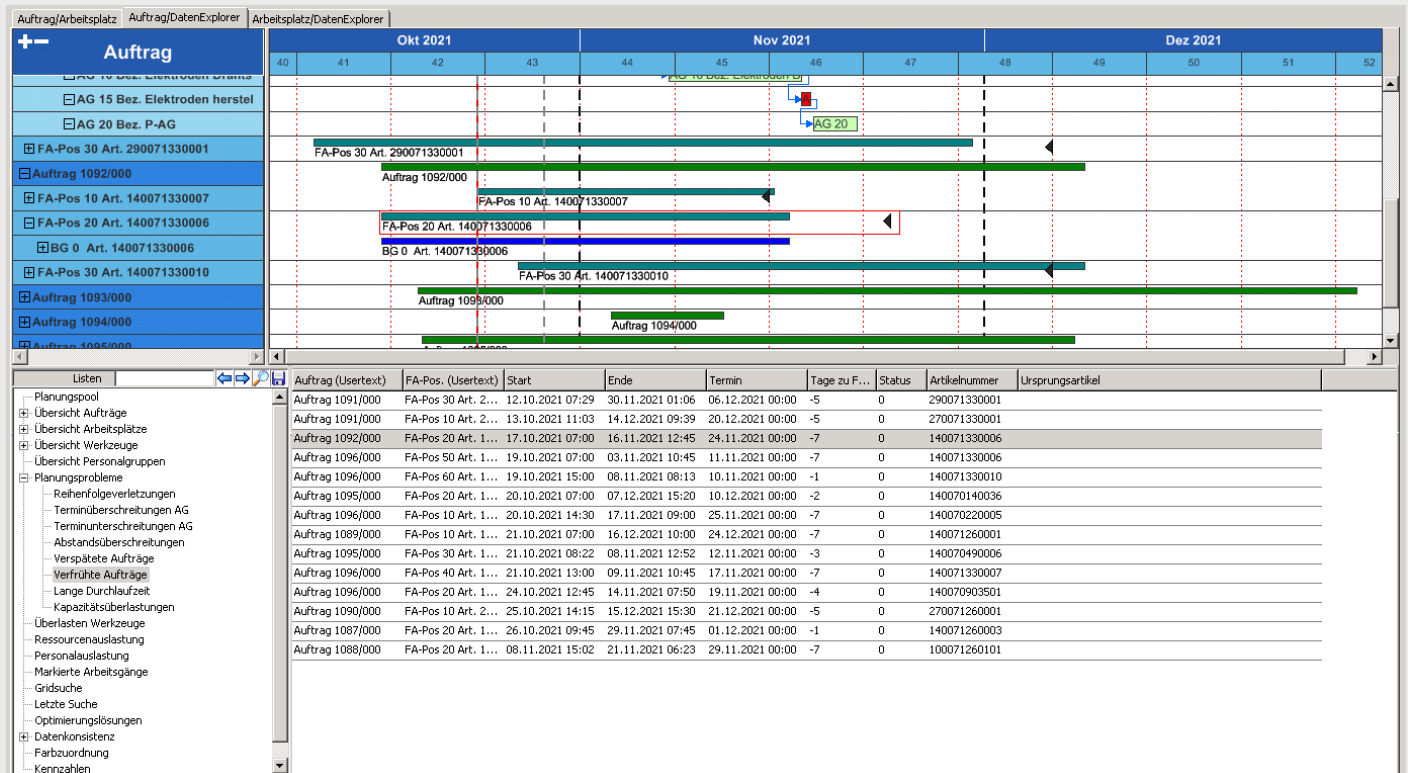 Auftrag/Arbeitsplatz Auftrag/DatenExplorer Arbeitsplatz/DatenExplorer
Auftrag
Okt 2021 Nov 2021 Dez 2021
40 41 42 43 44 45 46 47 48 49 50 51 52
AG 10 Bez. Elektroden Drahts AG 10 Bez. Elektroden D
AG 15 Bez. Elektroden herstel A
AG 20 Bez. P-AG AG 20
FA-Pos 30 Art. 290071330001 FA-Pos 30 Art. 290071330001
Auftrag 1092/000 Auftrag 1092/000
FA-Pos 10 Art. 140071330007 FA-Pos 10 Art. 140071330007
FA-Pos 20 Art. 140071330006 FA-Pos 20 Art. 140071330006
BG 0 Art. 140071330006 BG 0 Art. 140071330006
FA-Pos 30 Art. 140071330010 FA-Pos 30 Art. 140071330010
Auftrag 1093/000 Auftrag 1093/000
Auftrag 1094/000 Auftrag 1094/000
Auftrag 1095/000 Auftrag 1095/000
Listen
Planungspool
Übersicht Aufträge
Übersicht Arbeitsplätze
Übersicht Werkzeuge
Übersicht Personalgruppen
Planungsprobleme
Reihenfolgeverletzungen
Terminüberschreitungen AG
Terminunterschreitungen AG
Abstandsüberschreitungen
Verspätete Aufträge
Verfrühte Aufträge
Lange Durchlaufzeit
Kapazitätsüberlastungen
Überlasten Werkzeuge
Ressourcenauslastung
Personalauslastung
Markierte Arbeitsgänge
Gridsuche
Letzte Suche
Optimierungslösungen
Datenkonsistenz
Farbzuordnung
Kennzahlen
Auftrag (Usertext) FA-Pos. (Usertext) Start Ende Termin Tage zu F... Status Artikelnummer Ursprungsartikel
Auftrag 1091/000 FA-Pos 30 Art. 2... 12.10.2021 07:29 30.11.2021 01:06 06.12.2021 00:00 -5 0 290071330001
Auftrag 1091/000 FA-Pos 10 Art. 2... 13.10.2021 11:03 14.12.2021 09:39 20.12.2021 00:00 -5 0 270071330001
Auftrag 1092/000 FA-Pos 20 Art. 1... 17.10.2021 07:00 16.11.2021 12:45 24.11.2021 00:00 -7 0 140071330006
Auftrag 1096/000 FA-Pos 50 Art. 1... 19.10.2021 07:00 03.11.2021 10:45 11.11.2021 00:00 -7 0 140071330006
Auftrag 1096/000 FA-Pos 60 Art. 1... 19.10.2021 15:00 08.11.2021 08:13 10.11.2021 00:00 -1 0 140071330010
Auftrag 1095/000 FA-Pos 20 Art. 1... 20.10.2021 07:00 07.12.2021 15:20 10.12.2021 00:00 -2 0 140070140036
Auftrag 1096/000 FA-Pos 10 Art. 1... 20.10.2021 14:30 17.11.2021 09:00 25.11.2021 00:00 -7 0 140070220005
Auftrag 1089/000 FA-Pos 10 Art. 1... 21.10.2021 07:00 16.12.2021 10:00 24.12.2021 00:00 -7 0 140071260001
Auftrag 1095/000 FA-Pos 30 Art. 1... 21.10.2021 08:22 08.11.2021 12:52 12.11.2021 00:00 -3 0 140070490006
Auftrag 1096/000 FA-Pos 40 Art. 1... 21.10.2021 13:00 09.11.2021 10:45 17.11.2021 00:00 -7 0 140071330007
Auftrag 1096/000 FA-Pos 20 Art. 1... 24.10.2021 12:45 14.11.2021 07:50 19.11.2021 00:00 -4 0 140070903501
Auftrag 1090/000 FA-Pos 10 Art. 2... 25.10.2021 14:15 15.12.2021 15:30 21.12.2021 00:00 -5 0 270071260001
Auftrag 1087/000 FA-Pos 20 Art. 1... 26.10.2021 09:45 29.11.2021 07:45 01.12.2021 00:00 -1 0 140071260003
Auftrag 1088/000 FA-Pos 20 Art. 1... 08.11.2021 15:02 21.11.2021 06:23 29.11.2021 00:00 -7 0 100071260101